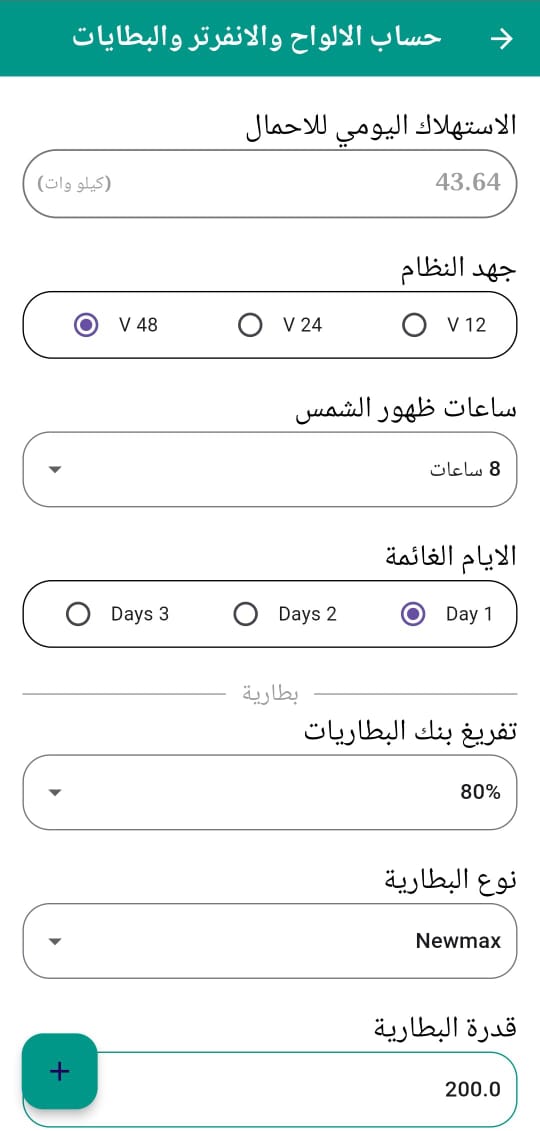 حساب الالواح والانفرتر والبطايات
الاستهلاك اليومي للاحمال
43.64 (كيلو وات)
جهد النظام
12 V 24 V 48 V
ساعات ظهور الشمس
8 ساعات
الايام الغائمة
Day 1 Days 2 Days 3
بطارية
تفريغ بنك البطاريات
80%
نوع البطارية
Newmax
قدرة البطارية
200.0
+